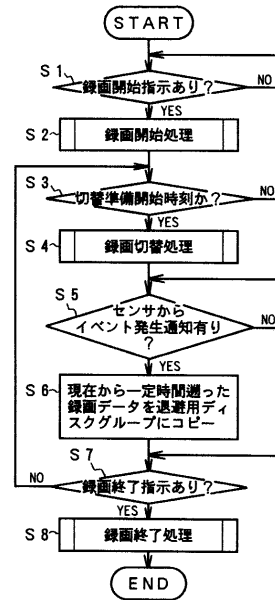 START
S1
録画開始指示あり?
NO
YES
S2
録画開始処理
S3
切替準備開始時刻か?
NO
YES
S4
録画切替処理
S5
センサから
イベント発生通知有り
?
NO
YES
S6
現在から一定時間遡った
録画データを退避用ディ
スクグループにコピー
S7
NO
録画終了指示あり?
YES
S8
録画終了処理
END